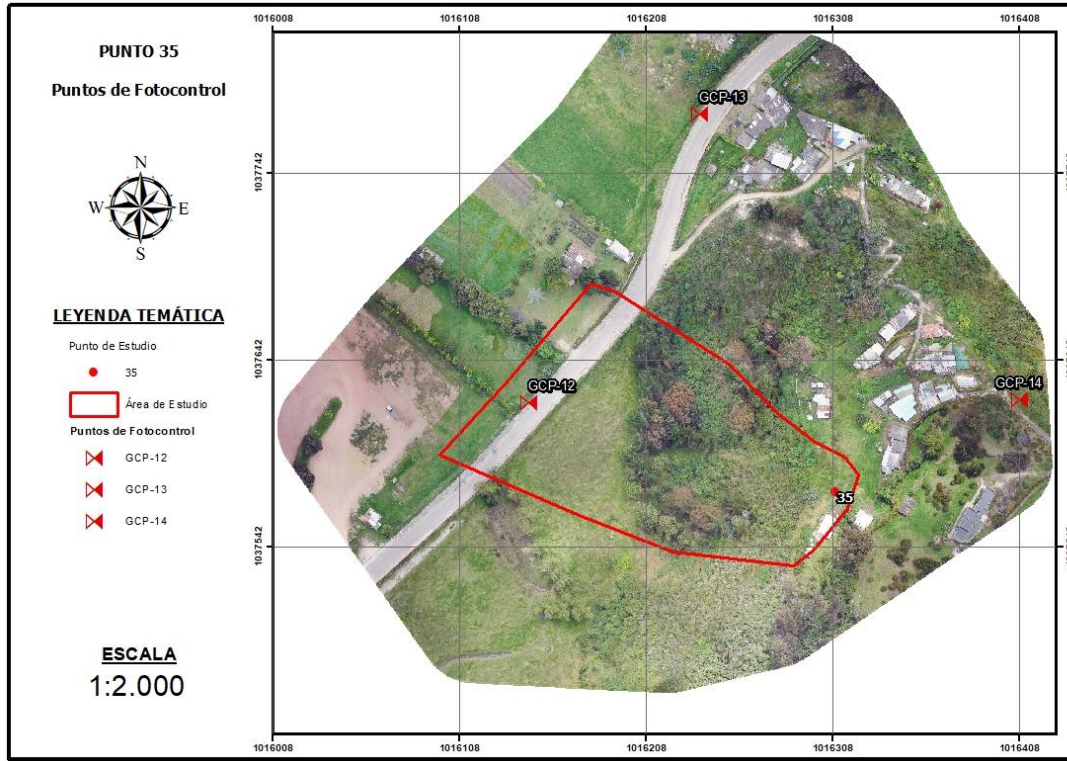 PUNTO 35
Puntos de Fotocontrol
N
W E
S
LEYENDA TEMÁTICA
Punto de Estudio
35
Área de Estudio
Puntos de Fotocontrol
GCP-12
GCP-13
GCP-14
ESCALA
1:2.000
1016008 1016108 1016208 1016308 1016408
1037742
1037642
1037542
GCP-13
GCP-12
GCP-14
35
1016008 1016108 1016208 1016308 1016408